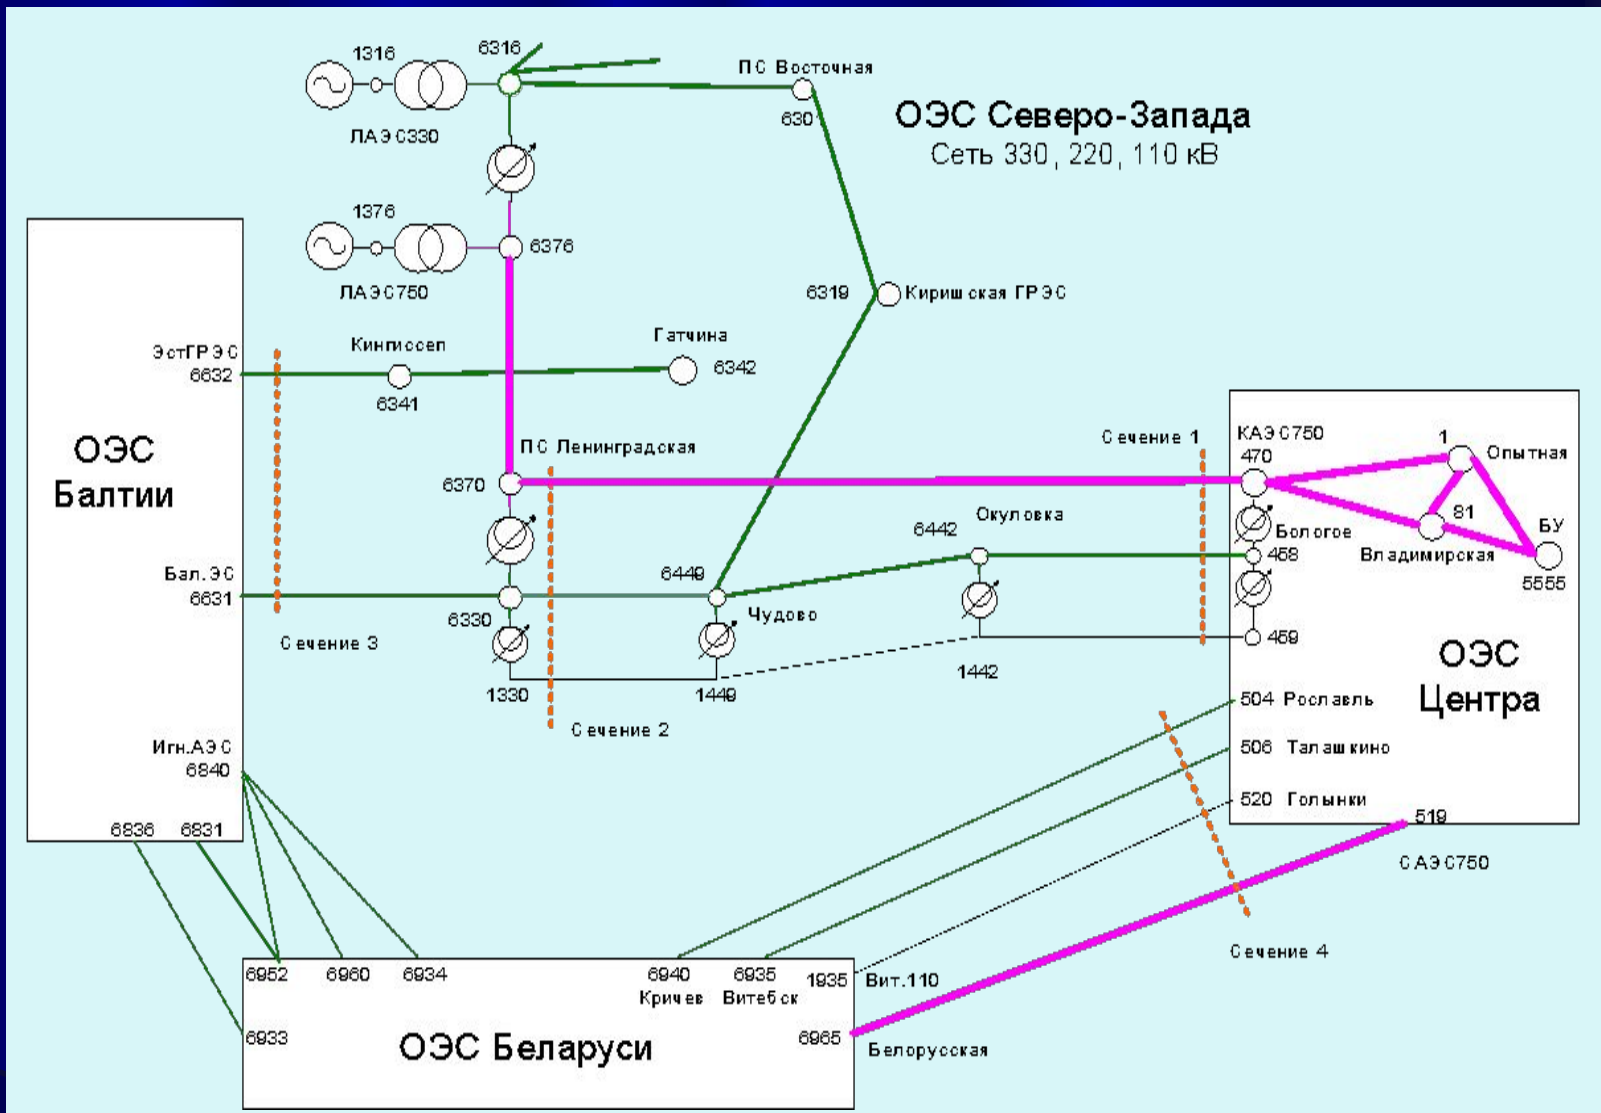 1316
6316
ПС Восточная
630
ОЭС Северо-Запада
Сеть 330, 220, 110 кВ
ЛАЭС330
1376
6376
ЛАЭС750
6319
Киришская ГРЭС
ЭстГРЭС
6632
Кингиссеп
6341
Гатчина
6342
ОЭС
Балтии
ПС Ленинградская
6370
Сечение 1
КАЭС750
470
1
Опытная
81
Владимирская
БУ
5555
Бологое
458
459
Окуловка
6442
6449
Чудово
Бал.ЭС
6631
6330
Сечение 3
1330
1449
1442
Сечение 2
ОЭС
Центра
504 Рославль
506 Талашкино
520 Голынки
519
САЭС750
Игн.АЭС
6840
6836
6831
Сечение 4
6952
6960
6934
6940
Кричев
6935
Витебск
1935
Вит.110
6933
ОЭС Беларуси
6965
Белорусская